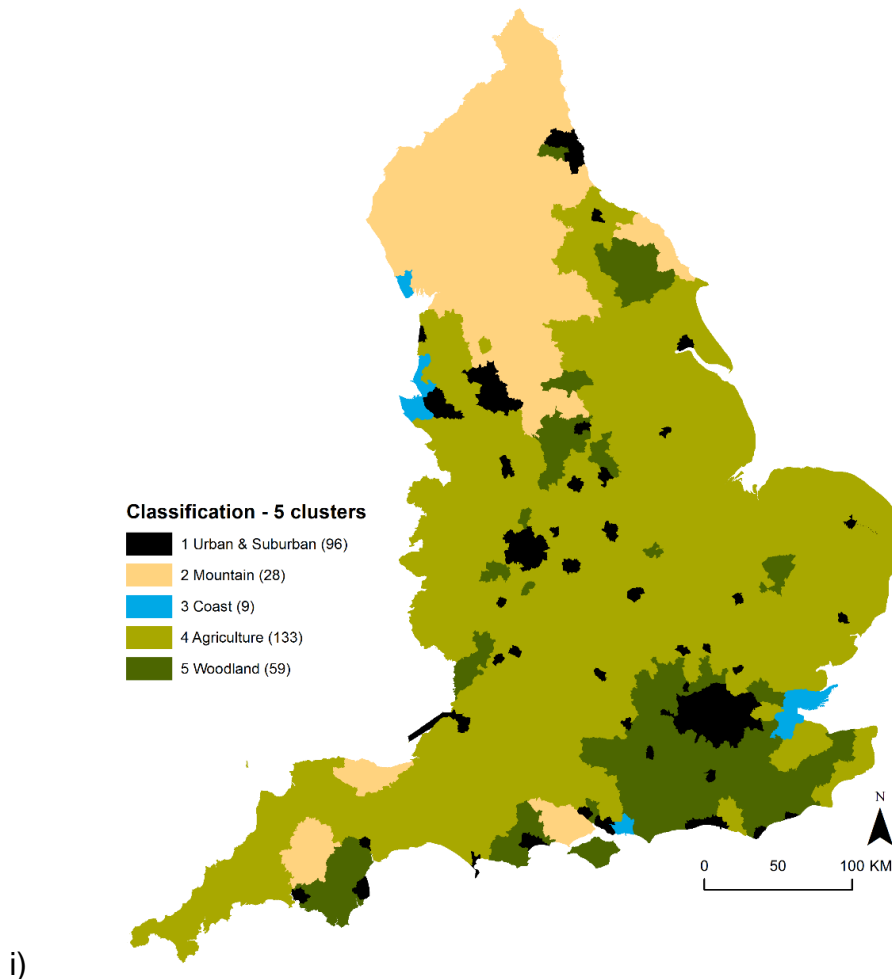 Classification - 5 clusters
1 Urban & Suburban (96)
2 Mountain (28)
3 Coast (9)
4 Agriculture (133)
5 Woodland (59)
N
0 50 100 KM
i)